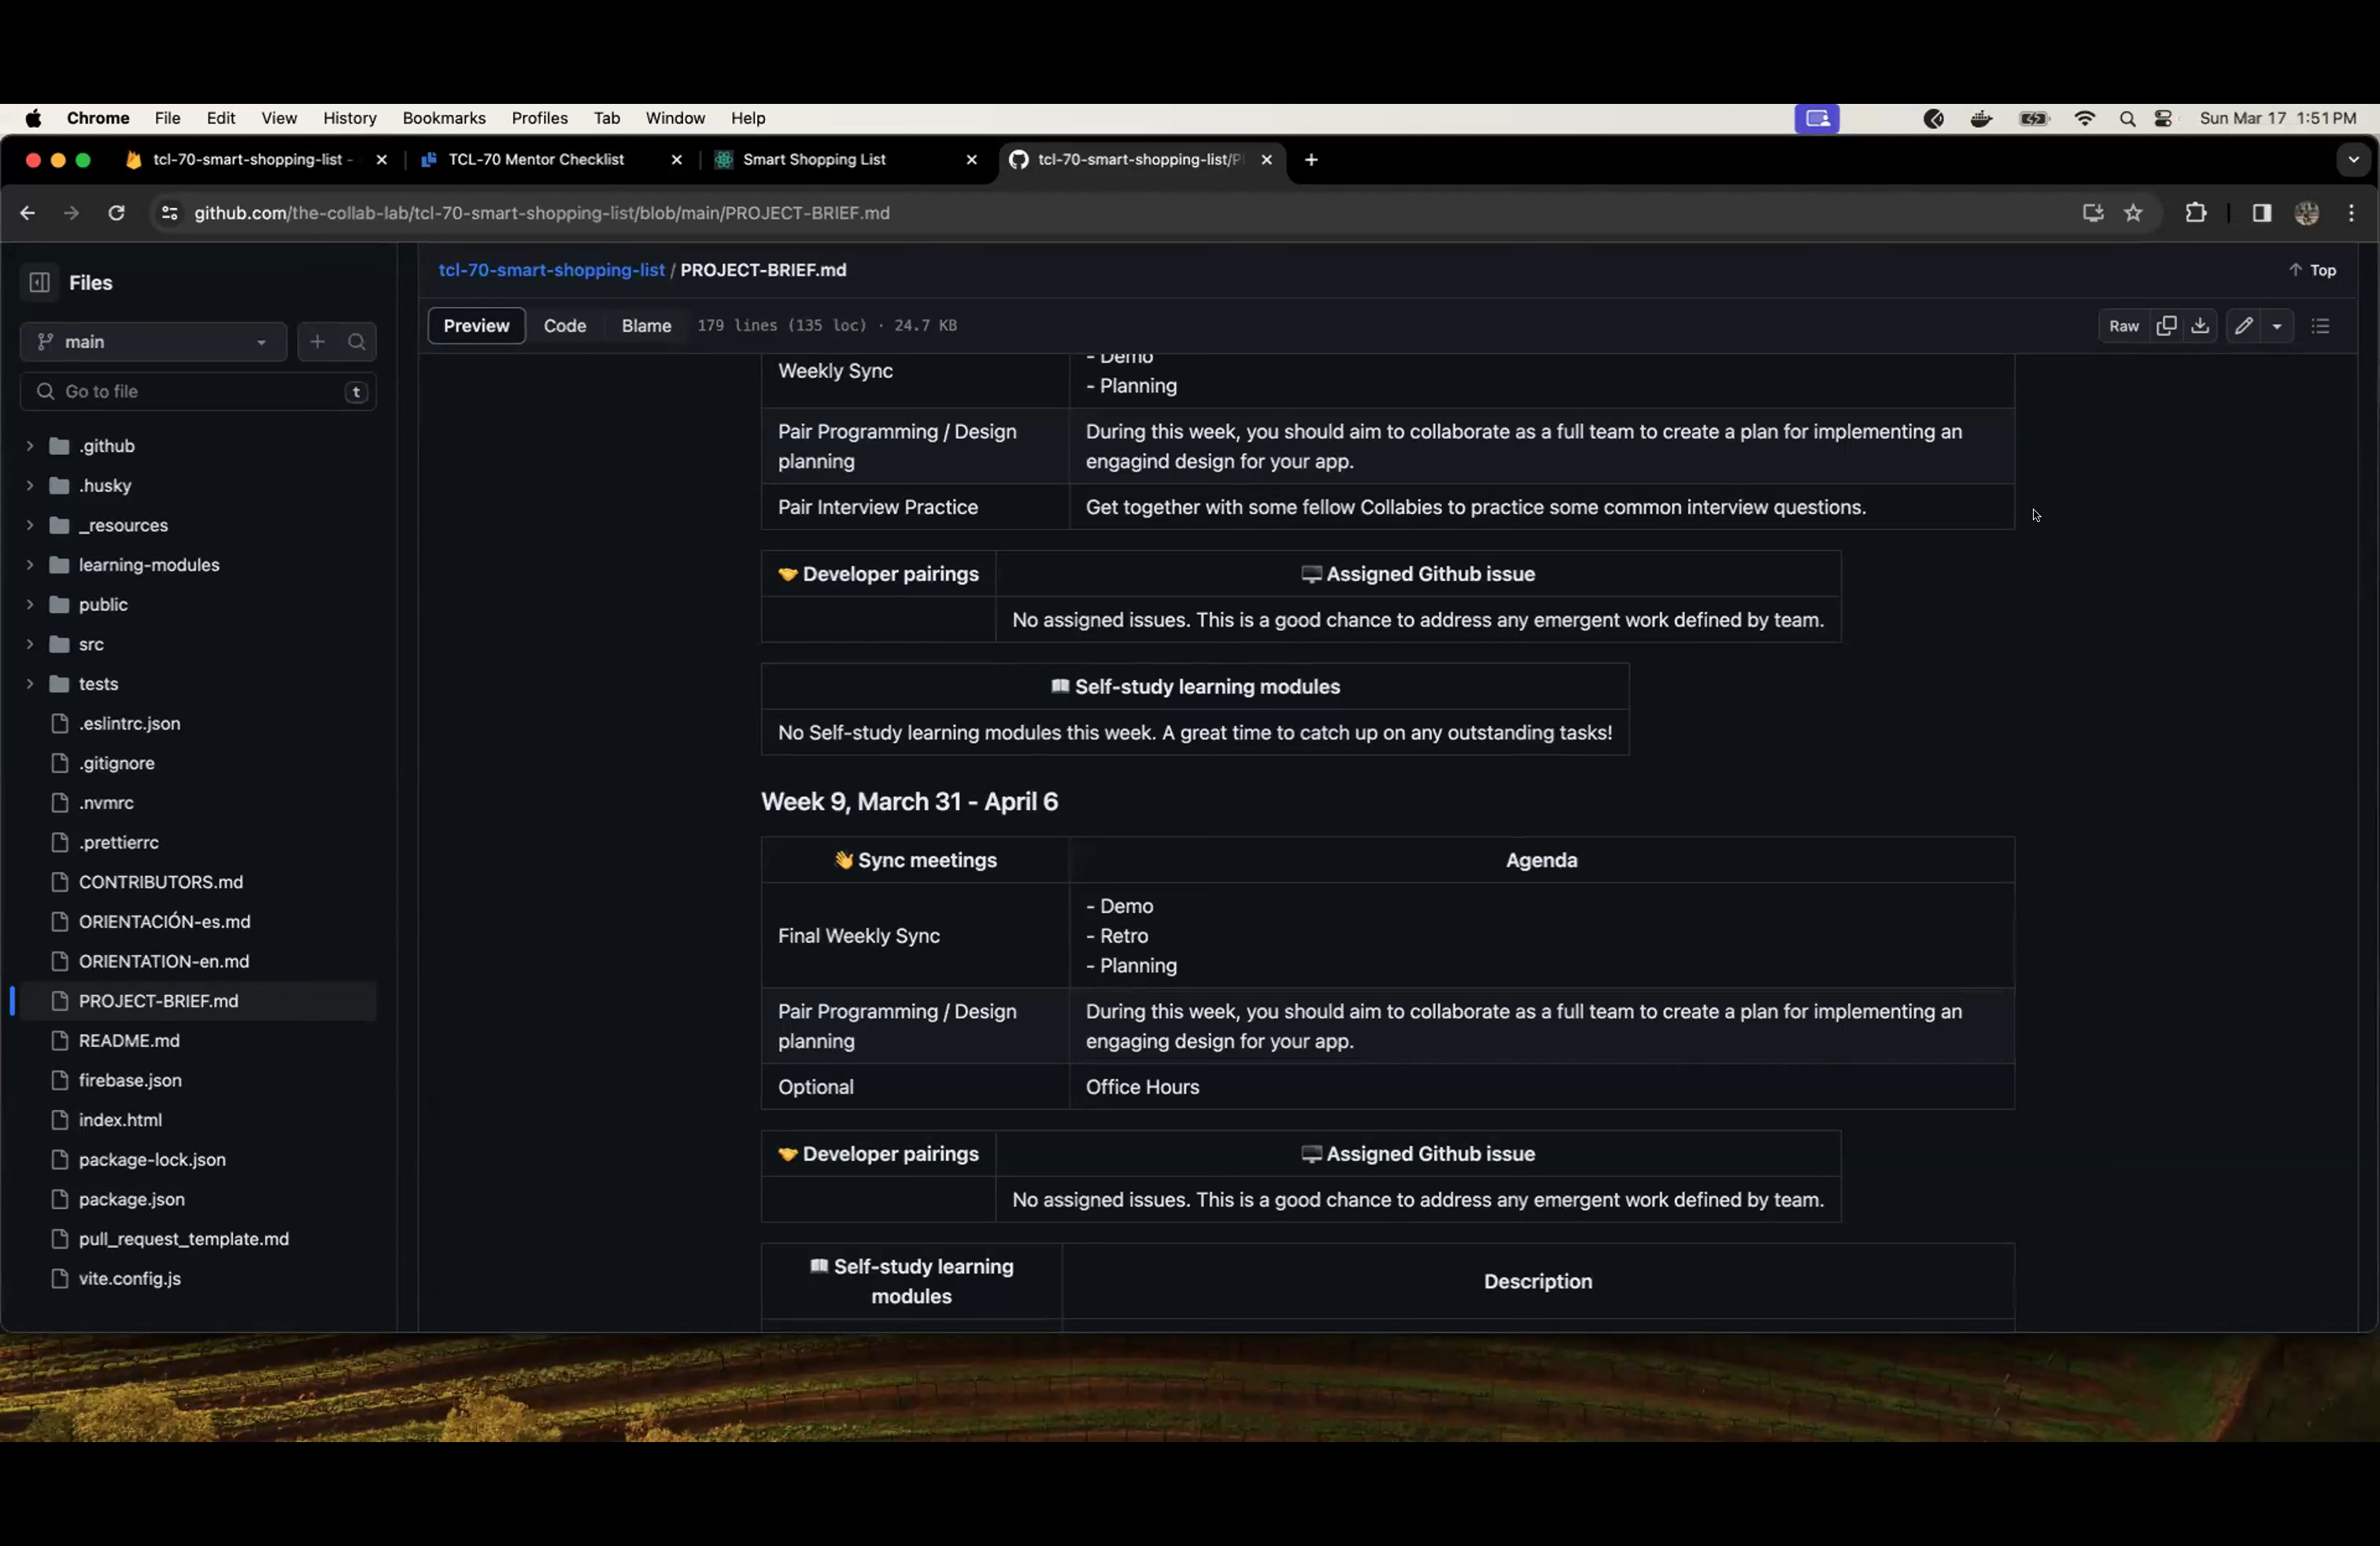 Chrome File Edit View History Bookmarks Profiles Tab Window Help Sun Mar 17 1:51 PM
tcl-70-smart-shopping-list - TCL-70 Mentor Checklist Smart Shopping List tcl-70-smart-shopping-list/P
github.com/the-collab-lab/tcl-70-smart-shopping-list/blob/main/PROJECT-BRIEF.md
Files
main
Go to file t
.github
.husky
_resources
learning-modules
public
src
tests
.eslintrc.json
.gitignore
.nvmrc
.prettierrc
CONTRIBUTORS.md
ORIENTACIÓN-es.md
ORIENTATION-en.md
PROJECT-BRIEF.md
README.md
firebase.json
index.html
package-lock.json
package.json
pull_request_template.md
vite.config.js
tcl-70-smart-shopping-list / PROJECT-BRIEF.md
Top
Preview Code Blame 179 lines (135 loc) · 24.7 KB
Raw
Weekly Sync
- Demo
- Planning
Pair Programming / Design
planning
During this week, you should aim to collaborate as a full team to create a plan for implementing an
engagind design for your app.
Pair Interview Practice
Get together with some fellow Collabies to practice some common interview questions.
🤝 Developer pairings
🖥️ Assigned Github issue
No assigned issues. This is a good chance to address any emergent work defined by team.
📖 Self-study learning modules
No Self-study learning modules this week. A great time to catch up on any outstanding tasks!
Week 9, March 31 - April 6
👋 Sync meetings
Agenda
Final Weekly Sync
- Demo
- Retro
- Planning
Pair Programming / Design
planning
During this week, you should aim to collaborate as a full team to create a plan for implementing an
engaging design for your app.
Optional
Office Hours
🤝 Developer pairings
🖥️ Assigned Github issue
No assigned issues. This is a good chance to address any emergent work defined by team.
📖 Self-study learning
modules
Description